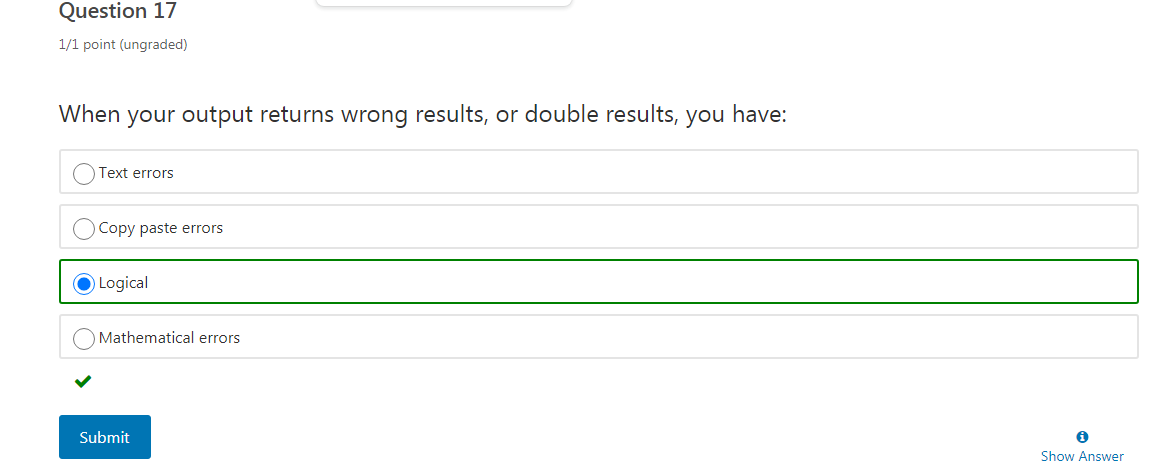 Question 17
1/1 point (ungraded)
When your output returns wrong results, or double results, you have:
Text errors
Copy paste errors
Logical
Mathematical errors
Submit
Show Answer